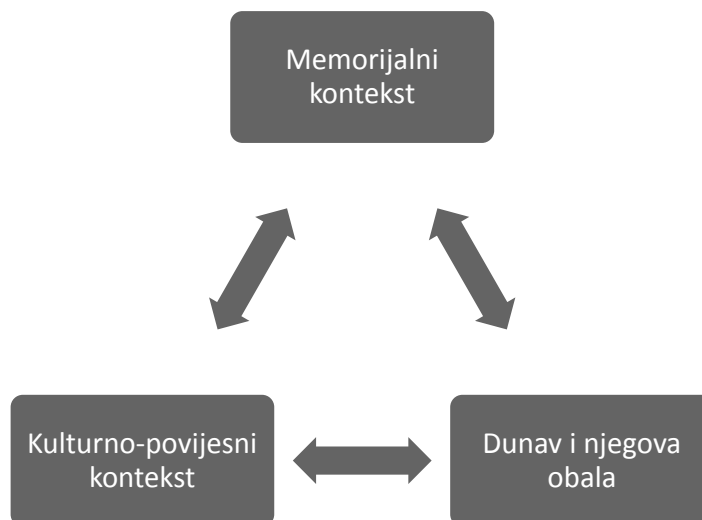 Memorijalni
kontekst
Kulturno-povijesni
kontekst
Dunav i njegova
obala